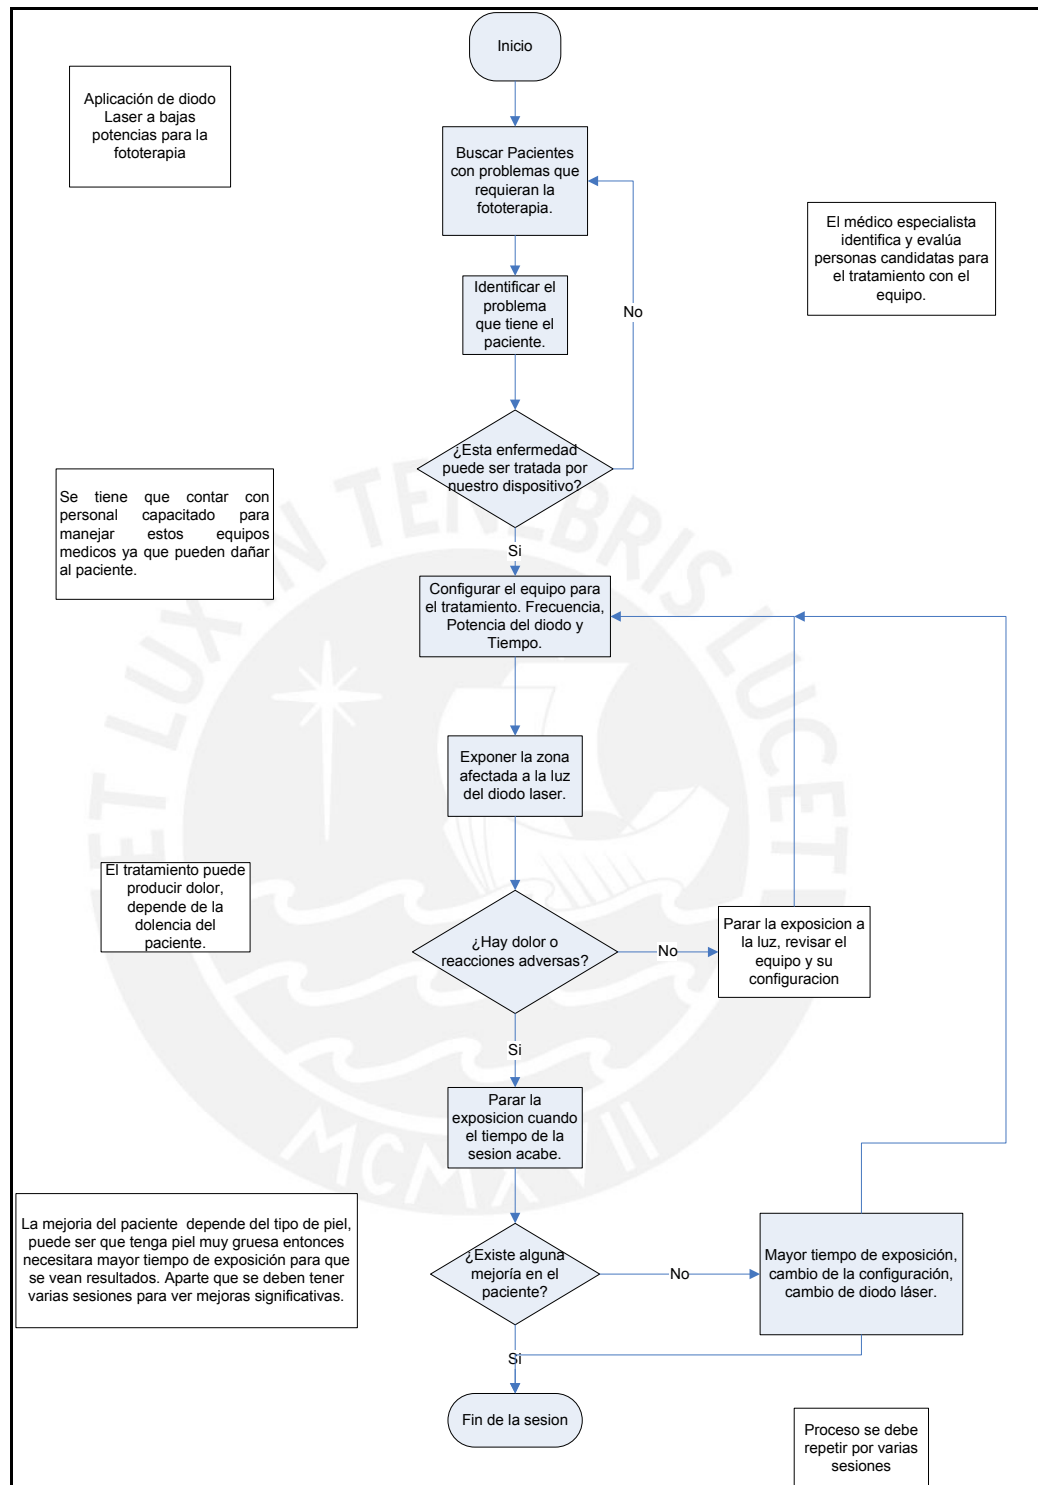 Inicio
Aplicación de diodo
Laser a bajas
potencias para la
fototerapia
Buscar Pacientes
con problemas que
requieran la
fototerapia.
El médico especialista
identifica y evalúa
personas candidatas para
el tratamiento con el
equipo.
Identificar el
problema
que tiene el
paciente.
No
¿Esta enfermedad
puede ser tratada por
nuestro dispositivo?
Se tiene que contar con
personal capacitado para
manejar estos equipos
medicos ya que pueden dañar
al paciente.
Si
Configurar el equipo para
el tratamiento. Frecuencia,
Potencia del diodo y
Tiempo.
Exponer la zona
afectada a la luz
del diodo laser.
El tratamiento puede
producir dolor,
depende de la
dolencia del
paciente.
¿Hay dolor o
reacciones adversas?
No
Parar la exposicion a
la luz, revisar el
equipo y su
configuracion
Si
Parar la
exposicion cuando
el tiempo de la
sesion acabe.
La mejoria del paciente depende del tipo de piel,
puede ser que tenga piel muy gruesa entonces
necesitara mayor tiempo de exposición para que
se vean resultados. Aparte que se deben tener
varias sesiones para ver mejoras significativas.
¿Existe alguna
mejoría en el
paciente?
No
Mayor tiempo de exposición,
cambio de la configuración,
cambio de diodo láser.
Si
Fin de la sesion
Proceso se debe
repetir por varias
sesiones
ET LUX IN TENEBRIS LUCET
MCMXVII